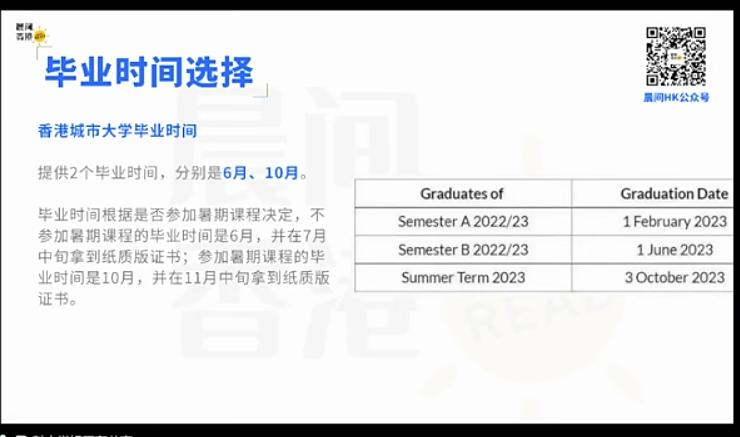 晨间
香港
毕业时间选择
晨间HK公众号
香港城市大学毕业时间
提供2个毕业时间，分别是6月、10月。
毕业时间根据是否参加暑期课程决定，不
参加暑期课程的毕业时间是6月，并在7月
中旬拿到纸质版证书；参加暑期课程的毕
业时间是10月，并在11月中旬拿到纸质版
证书。
Graduates of Graduation Date
Semester A 2022/23 1 February 2023
Semester B 2022/23 1 June 2023
Summer Term 2023 3 October 2023
晨间
香港
READ